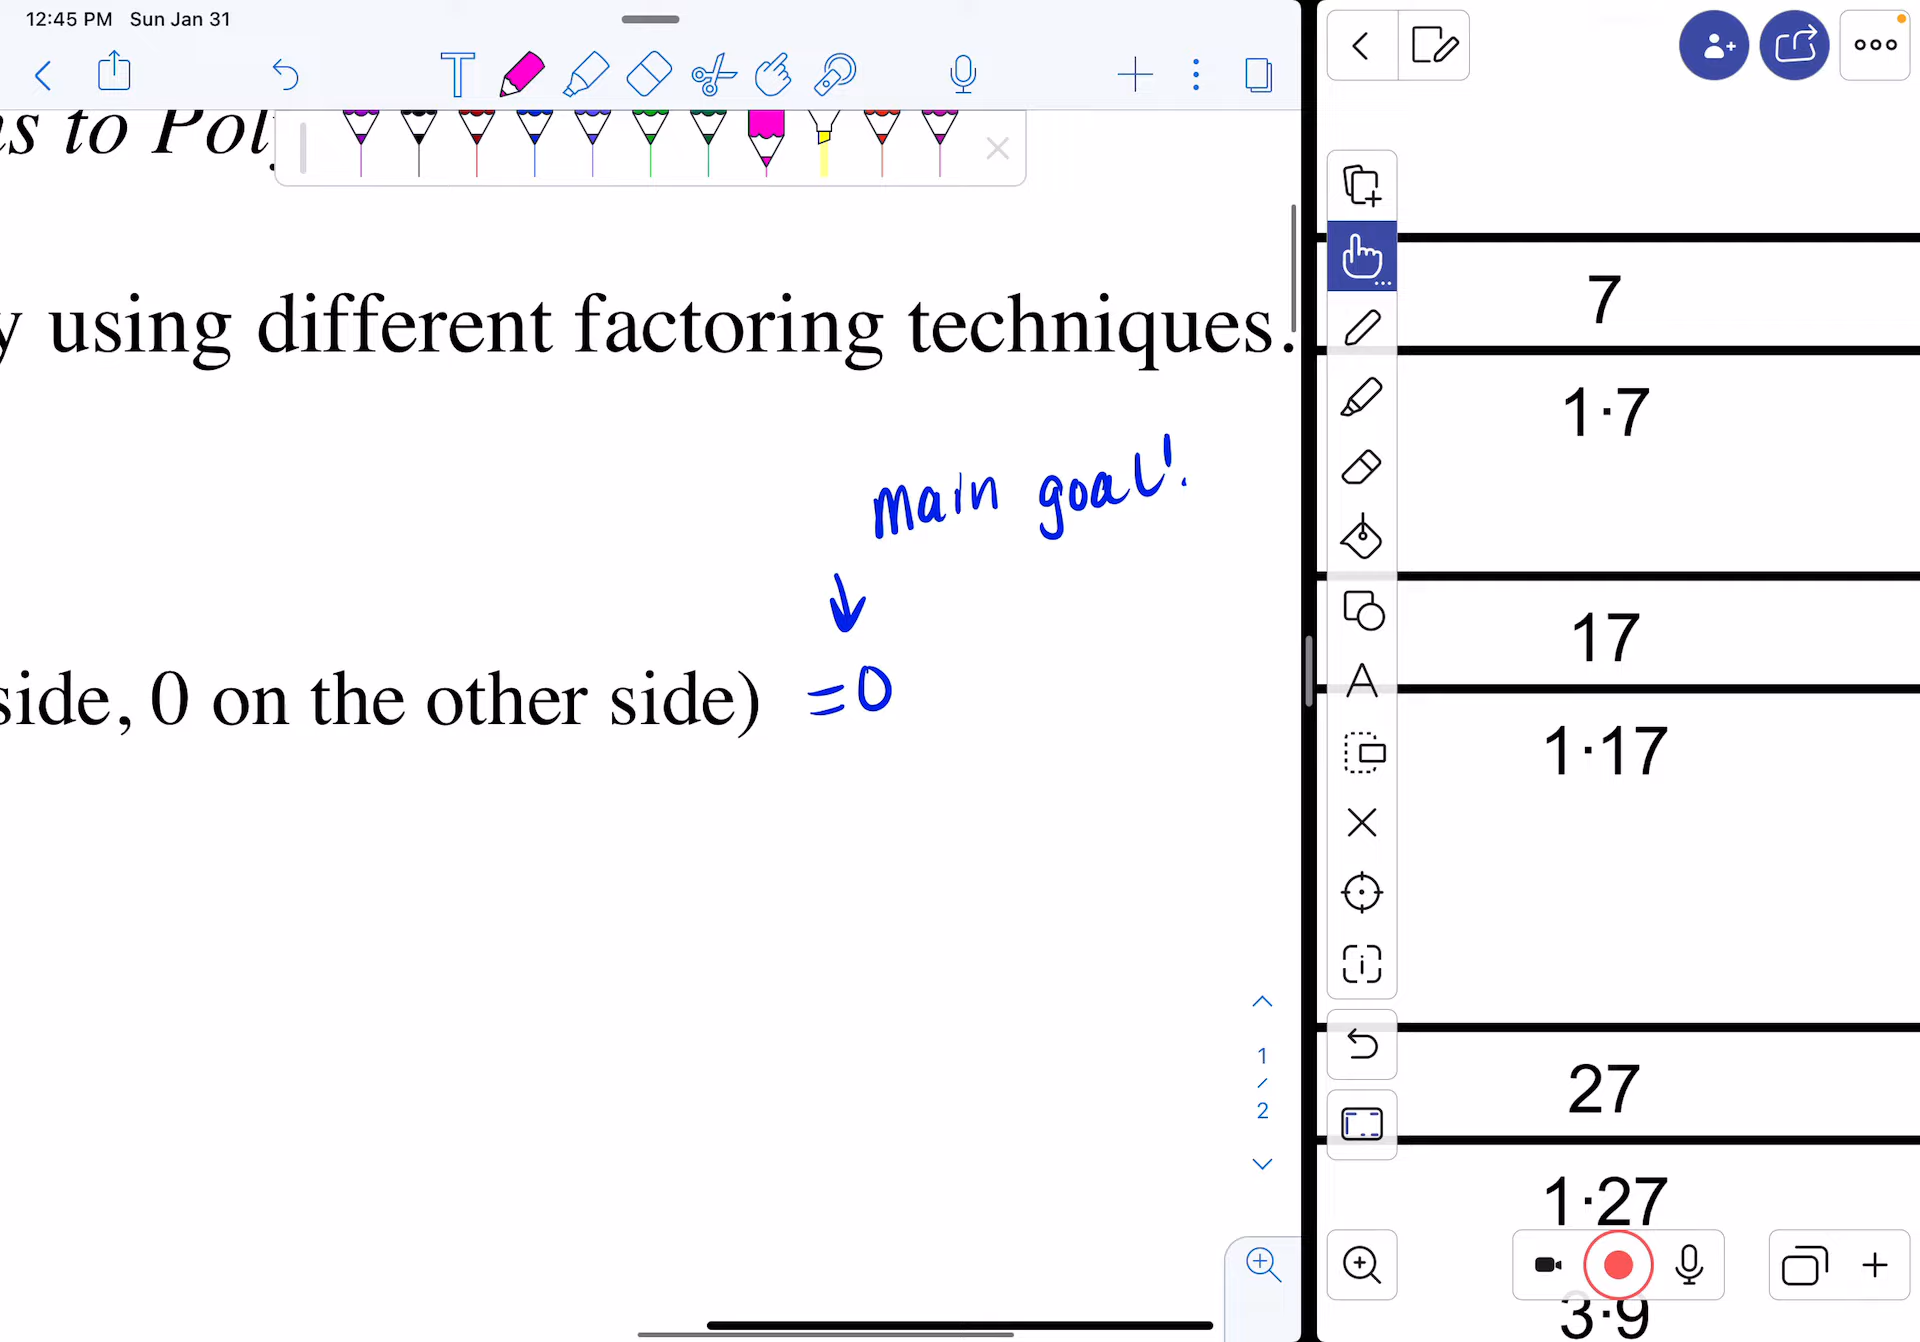 12:45 PM Sun Jan 31
s to Pol
y using different factoring techniques.
main goal!
side, 0 on the other side) =0
1
/
2
7
1·7
17
1·17
27
1·27
3·9